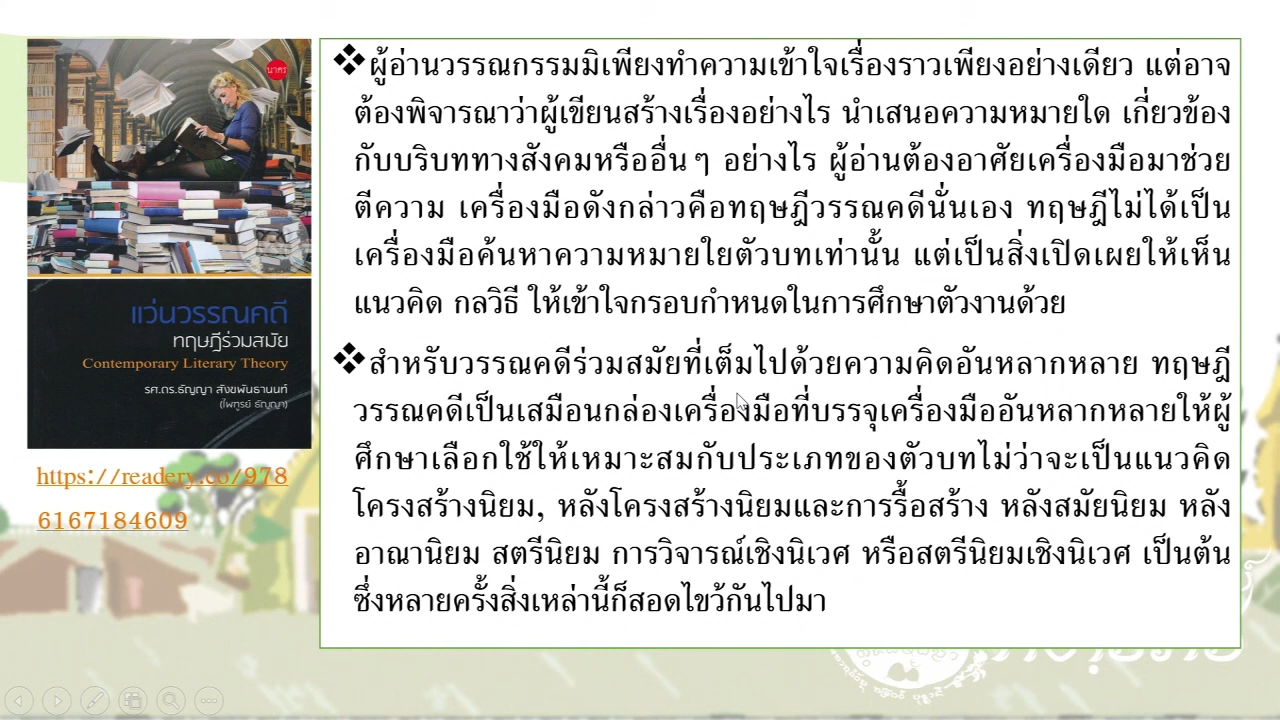 นาคร
แว่นวรรณคดี
ทฤษฎีร่วมสมัย
Contemporary Literary Theory
รศ.ดร.ธัญญา สังขพันธานนท์
(ไพฑูรย์ ธัญญา)
https://readery.co/978
6167184609
❖ผู้อ่านวรรณกรรมมิเพียงทำความเข้าใจเรื่องราวเพียงอย่างเดียว แต่อาจ
ต้องพิจารณาว่าผู้เขียนสร้างเรื่องอย่างไร นำเสนอความหมายใด เกี่ยวข้อง
กับบริบททางสังคมหรืออื่น ๆ อย่างไร ผู้อ่านต้องอาศัยเครื่องมือมาช่วย
ตีความ เครื่องมือดังกล่าวคือทฤษฎีวรรณคดีนั่นเอง ทฤษฎีไม่ได้เป็น
เครื่องมือค้นหาความหมายใยตัวบทเท่านั้น แต่เป็นสิ่งเปิดเผยให้เห็น
แนวคิด กลวิธี ให้เข้าใจกรอบกำหนดในการศึกษาตัวงานด้วย
❖สำหรับวรรณคดีร่วมสมัยที่เต็มไปด้วยความคิดอันหลากหลาย ทฤษฎี
วรรณคดีเป็นเสมือนกล่องเครื่องมือที่บรรจุเครื่องมืออันหลากหลายให้ผู้
ศึกษาเลือกใช้ให้เหมาะสมกับประเภทของตัวบทไม่ว่าจะเป็นแนวคิด
โครงสร้างนิยม, หลังโครงสร้างนิยมและการรื้อสร้าง หลังสมัยนิยม หลัง
อาณานิยม สตรีนิยม การวิจารณ์เชิงนิเวศ หรือสตรีนิยมเชิงนิเวศ เป็นต้น
ซึ่งหลายครั้งสิ่งเหล่านี้ก็สอดไขว้กันไปมา